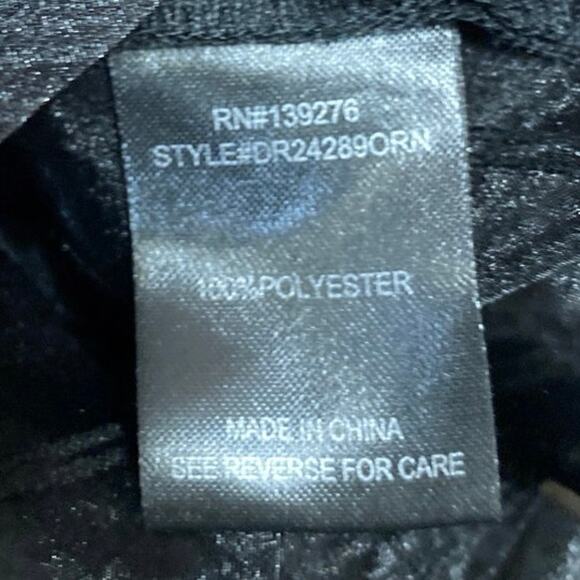 RN#139276
STYLE#DR24289ORN
100%POLYESTER
MADE IN CHINA
SEE REVERSE FOR CARE